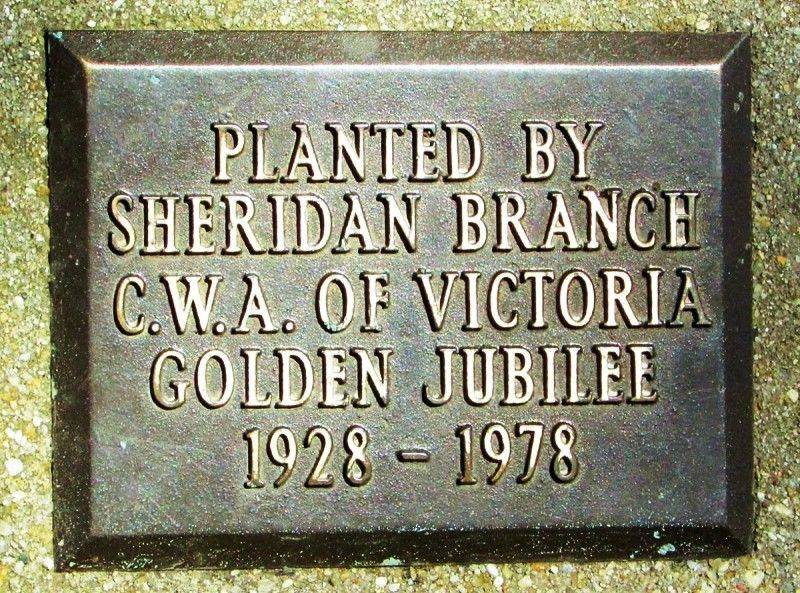 PLANTED BY
SHERIDAN BRANCH
C.W.A. OF VICTORIA
GOLDEN JUBILEE
1928 - 1978